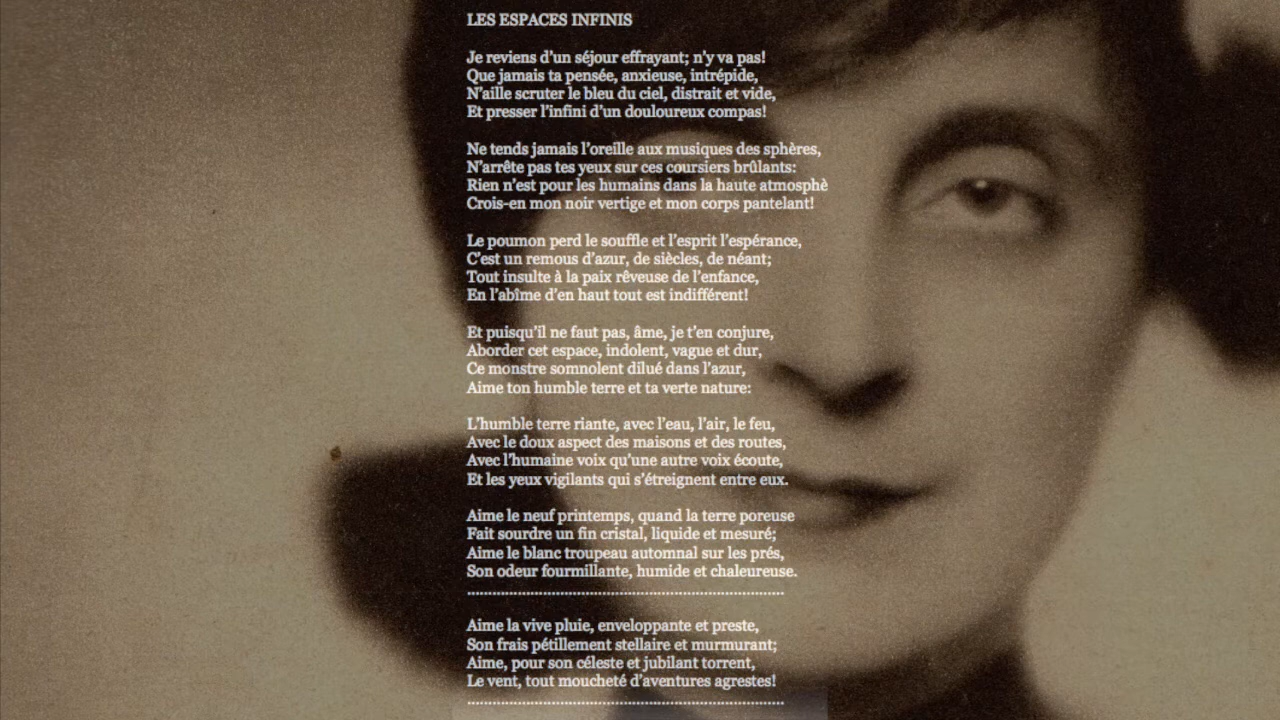 LES ESPACES INFINIS
Je reviens d'un séjour effrayant; n'y va pas!
Que jamais ta pensée, anxieuse, intrépide,
N'aille scruter le bleu du ciel, distrait et vide,
Et presser l'infini d'un douloureux compas!
Ne tends jamais l'oreille aux musiques des sphères,
N'arrête pas tes yeux sur ces coursiers brûlants:
Rien n'est pour les humains dans la haute atmosphè
Crois-en mon noir vertige et mon corps pantelant!
Le poumon perd le souffle et l'esprit l'espérance,
C'est un remous d'azur, de siècles, de néant;
Tout insulte à la paix rêveuse de l'enfance,
En l'abîme d'en haut tout est indifférent!
Et puisqu'il ne faut pas, âme, je t'en conjure,
Aborder cet espace, indolent, vague et dur,
Ce monstre somnolent dilué dans l'azur,
Aime ton humble terre et ta verte nature:
L'humble terre riante, avec l'eau, l'air, le feu,
Avec le doux aspect des maisons et des routes,
Avec l'humaine voix qu'une autre voix écoute,
Et les yeux vigilants qui s'étreignent entre eux.
Aime le neuf printemps, quand la terre poreuse
Fait sourdre un fin cristal, liquide et mesuré;
Aime le blanc troupeau automnal sur les prés,
Son odeur fourmillante, humide et chaleureuse.
Aime la vive pluie, enveloppante et preste,
Son frais pétillement stellaire et murmurant;
Aime, pour son céleste et jubilant torrent,
Le vent, tout moucheté d'aventures agrestes!